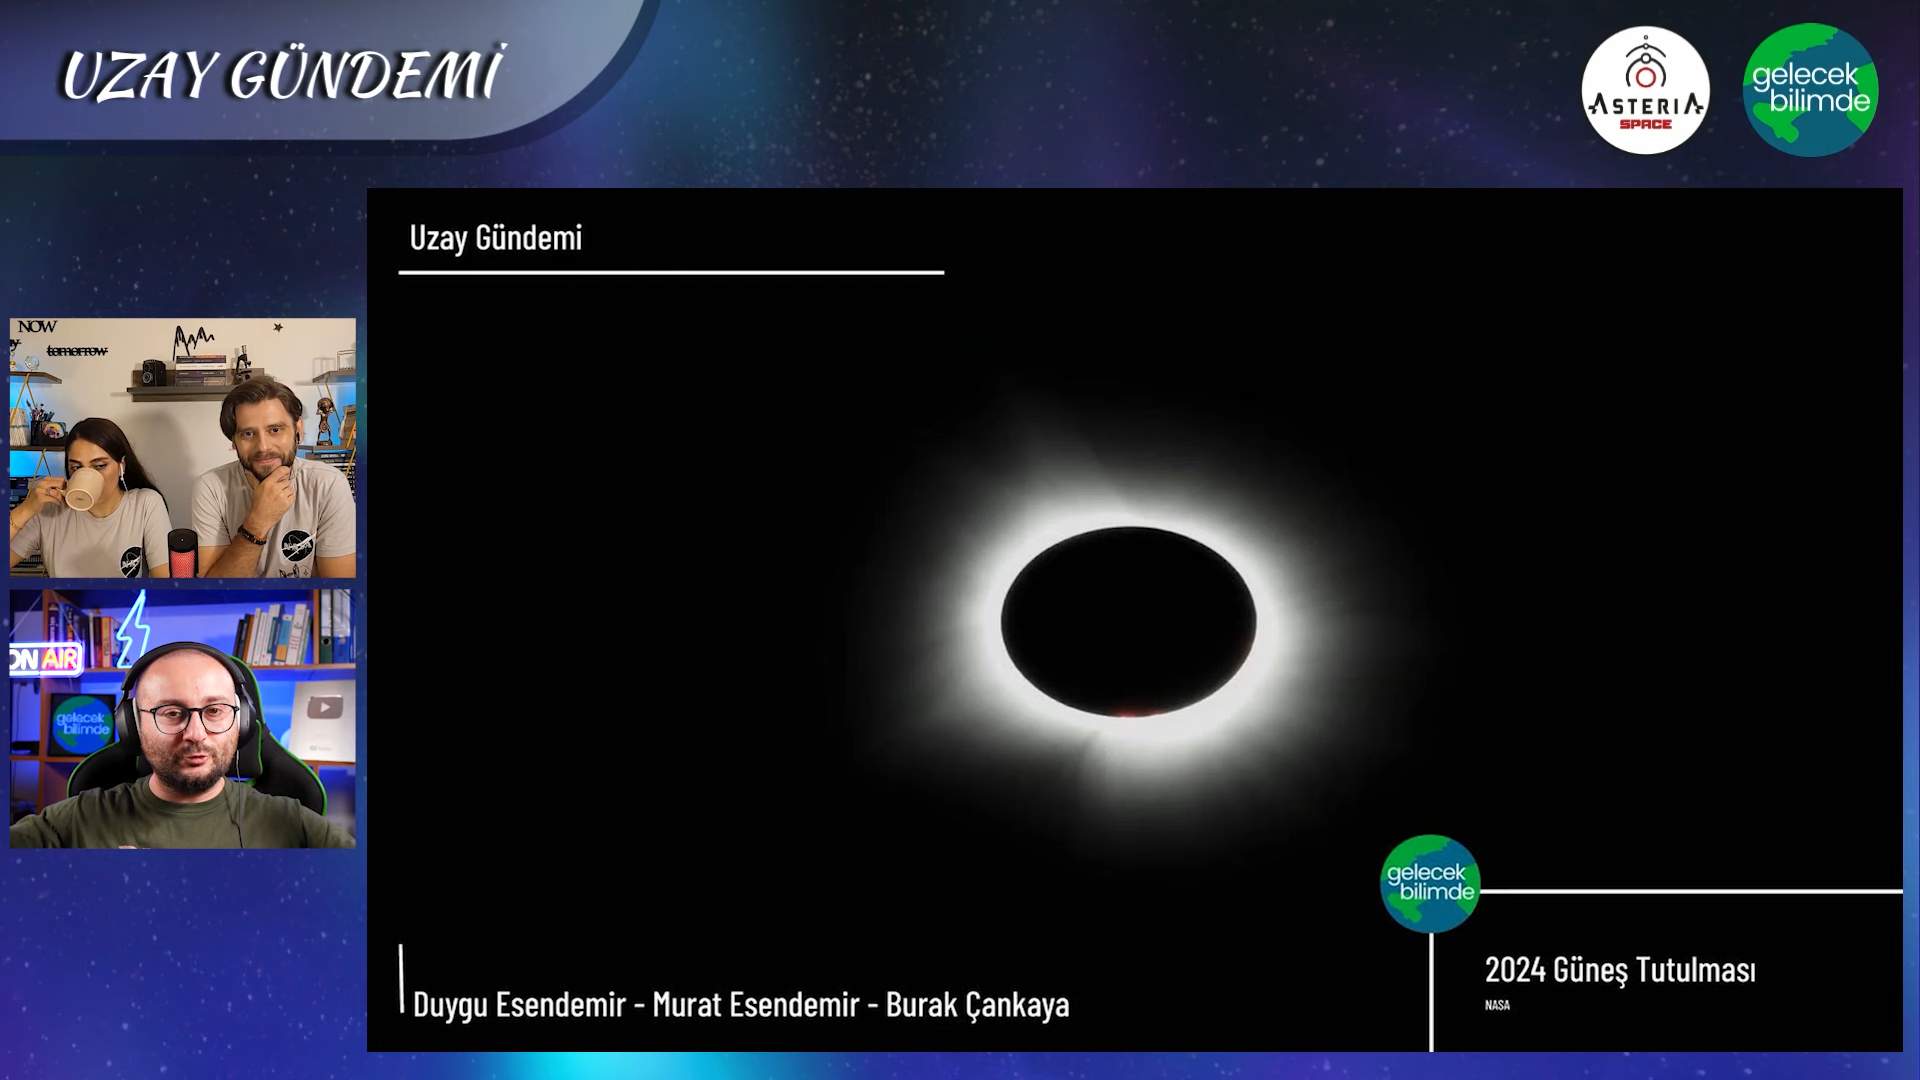 UZAY GÜNDEMİ
ASTERIA
SPACE
gelecek
bilimde
Uzay Gündemi
NOW
tomorrow
ON AIR
gelecek
bilimde
gelecek
bilimde
2024 Güneş Tutulması
NASA
Duygu Esendemir - Murat Esendemir - Burak Çankaya